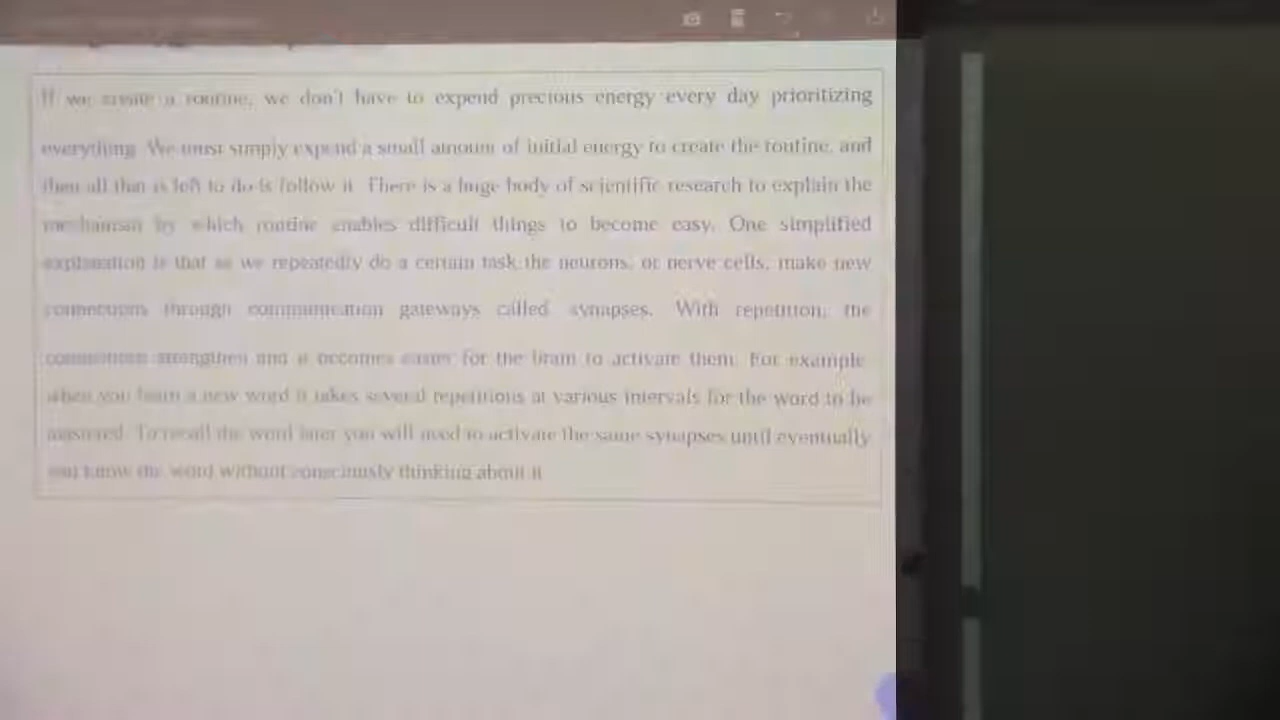 If we create a routine, we don't have to expend precious energy every day prioritizing
everything. We must simply expend a small amount of initial energy to create the routine, and
then all that is left to do is follow it. There is a huge body of scientific research to explain the
mechanism by which routine enables difficult things to become easy. One simplified
explanation is that as we repeatedly do a certain task the neurons, or nerve cells, make new
connections through communication gateways called synapses. With repetition, the
connections strengthen and it becomes easier for the brain to activate them. For example,
when you learn a new word it takes several repetitions at various intervals for the word to be
mastered. To recall the word later you will need to activate the same synapses until eventually
you know the word without consciously thinking about it